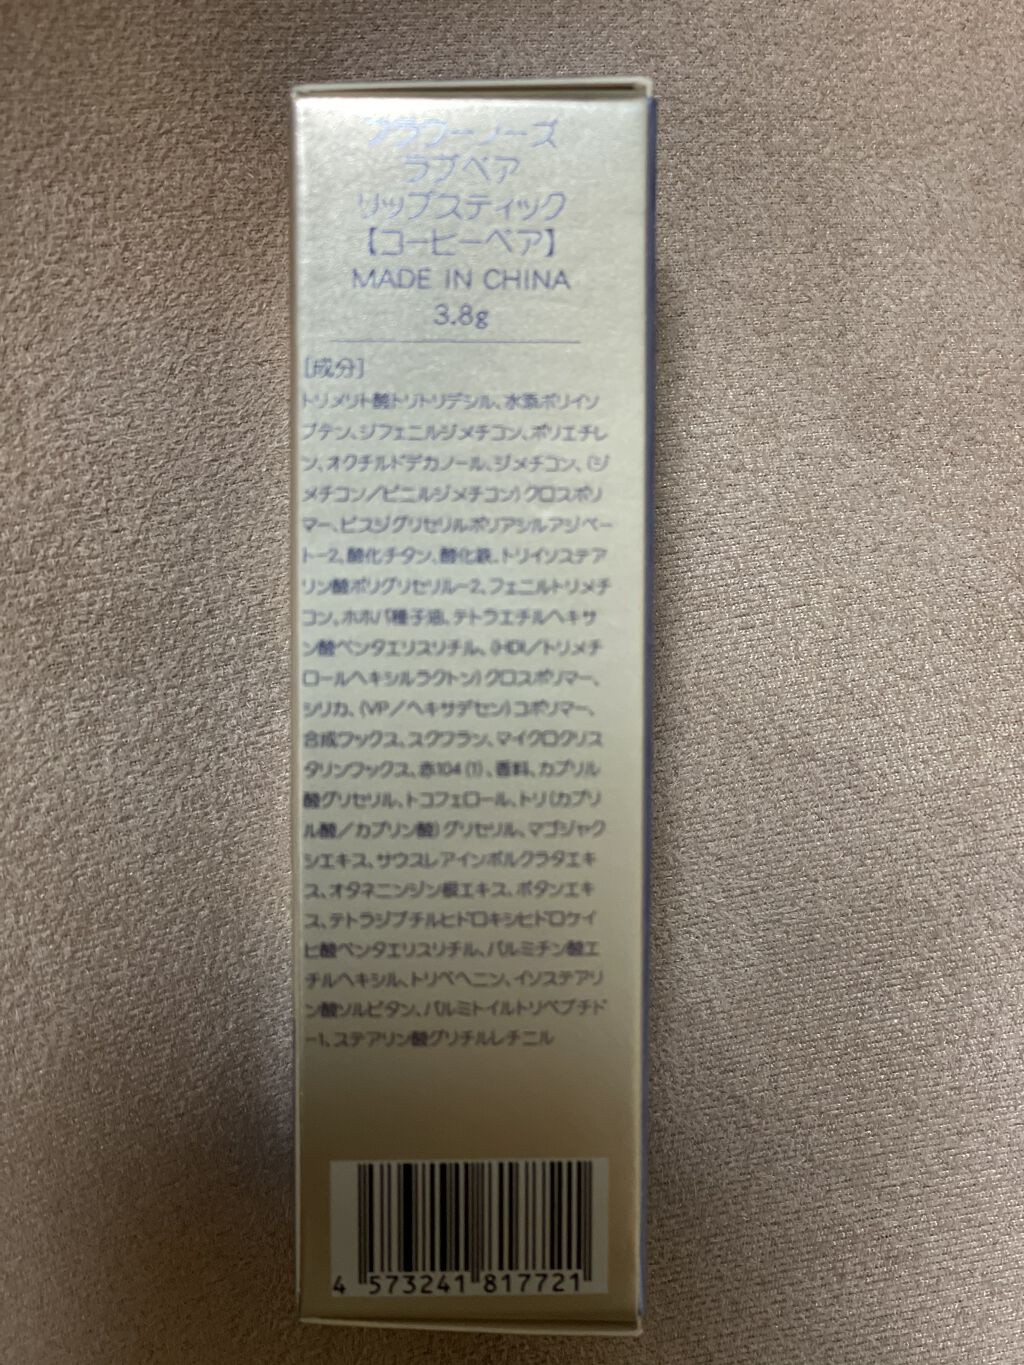 フラワーノーズ
ラブベア
リップスティック
【コーヒーベア】
MADE IN CHINA
3.8g
[成分]
トリメリト酸トリトリデシル、水添ポリイソ
ブテン、ジフェニルジメチコン、ポリエチレ
ン、オクチルドデカノール、ジメチコン、(ジ
メチコン/ビニルジメチコン)クロスポリ
マー、ビスジグリセリルポリアシルアジペー
ト-2、酸化チタン、酸化鉄、トリイソステア
リン酸ポリグリセリル-2、フェニルトリメチ
コン、ホホバ種子油、テトラエチルヘキサ
ン酸ペンタエリスリチル、(HDI/トリメチ
ロールヘキシルラクトン)クロスポリマー、
シリカ、(VP/ヘキサデセン)コポリマー、
合成ワックス、スクワラン、マイクロクリス
タリンワックス、赤104(1)、香料、カプリル
酸グリセリル、トコフェロール、トリ(カプリ
ル酸/カプリン酸)グリセリル、マゴジャク
シエキス、サウスレアインボルクラタエキ
ス、オタネニンジン根エキス、ボタンエキ
ス、テトラジブチルヒドロキシヒドロケイ
ヒ酸ペンタエリスリチル、パルミチン酸エ
チルヘキシル、トリベヘニン、イソステアリ
ン酸ソルビタン、パルミトイルトリペプチド
-1、ステアリン酸グリチルレチニル
4 573241 817721